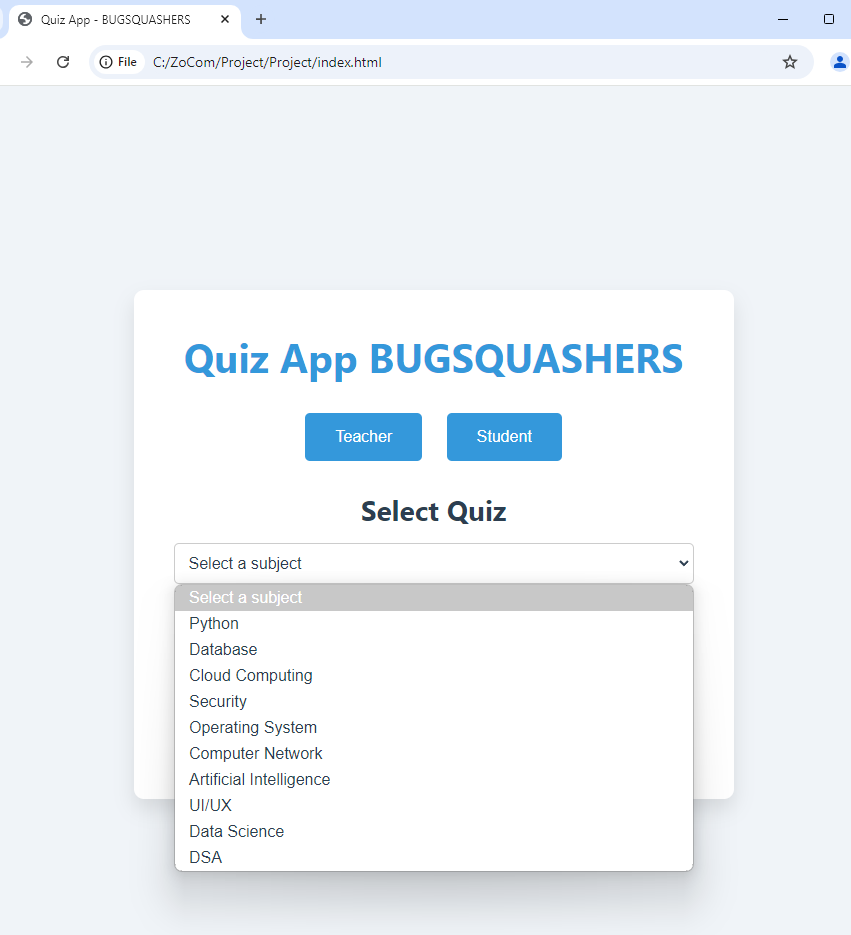 Quiz App - BUGSQUASHERS
File C:/ZoCom/Project/Project/index.html
Quiz App BUGSQUASHERS
Teacher Student
Select Quiz
Select a subject
Select a subject
Python
Database
Cloud Computing
Security
Operating System
Computer Network
Artificial Intelligence
UI/UX
Data Science
DSA